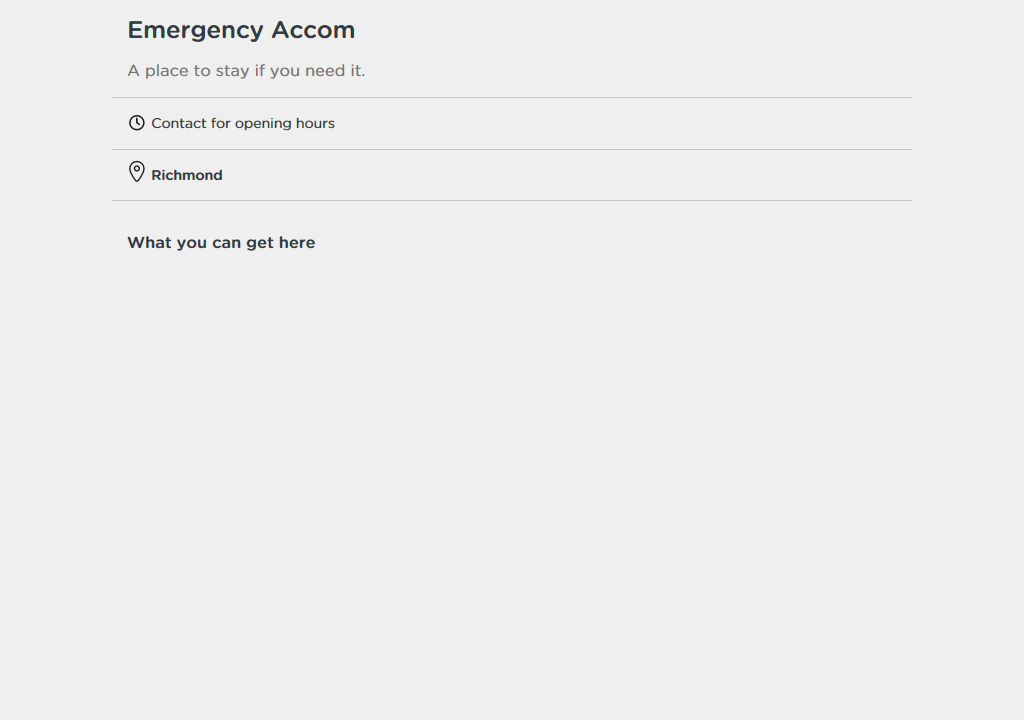 Emergency Accom
A place to stay if you need it.
Contact for opening hours
Richmond
What you can get here